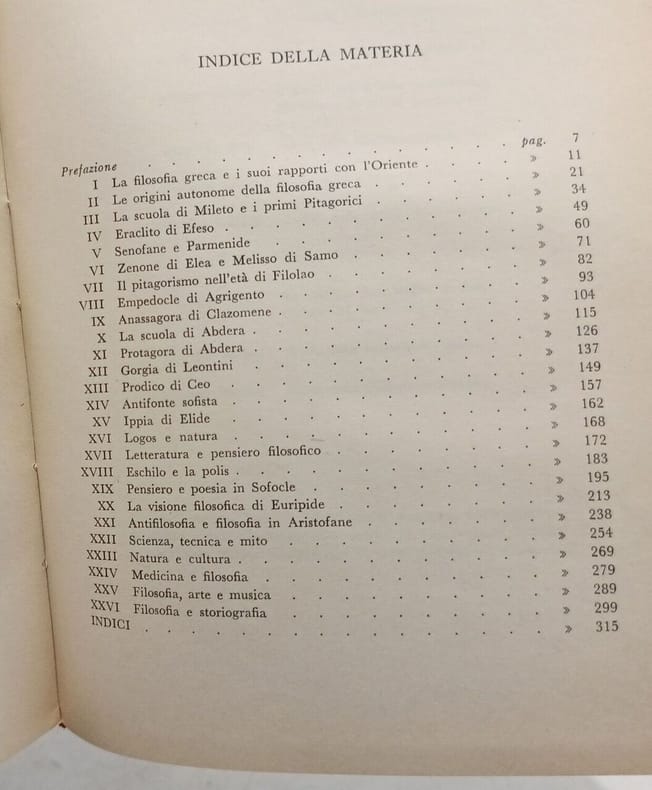 INDICE DELLA MATERIA
Prefazione . . . . . . . . . . . pag. 7
I La filosofia greca e i suoi rapporti con l'Oriente . . . » 11
II Le origini autonome della filosofia greca . . . . . » 21
III La scuola di Mileto e i primi Pitagorici . . . . . » 34
IV Eraclito di Efeso . . . . . . . . . » 49
V Senofane e Parmenide . . . . . . . . » 60
VI Zenone di Elea e Melisso di Samo . . . . . . » 71
VII Il pitagorismo nell'età di Filolao . . . . . . » 82
VIII Empedocle di Agrigento . . . . . . . . » 93
IX Anassagora di Clazomene . . . . . . . . » 104
X La scuola di Abdera . . . . . . . . » 115
XI Protagora di Abdera . . . . . . . . » 126
XII Gorgia di Leontini . . . . . . . . » 137
XIII Prodico di Ceo . . . . . . . . . » 149
XIV Antifonte sofista . . . . . . . . . » 157
XV Ippia di Elide . . . . . . . . . » 162
XVI Logos e natura . . . . . . . . . » 168
XVII Letteratura e pensiero filosofico . . . . . . » 172
XVIII Eschilo e la polis . . . . . . . . . » 183
XIX Pensiero e poesia in Sofocle . . . . . . . » 195
XX La visione filosofica di Euripide . . . . . . » 213
XXI Antifilosofia e filosofia in Aristofane . . . . . » 238
XXII Scienza, tecnica e mito . . . . . . . . » 254
XXIII Natura e cultura . . . . . . . . . » 269
XXIV Medicina e filosofia . . . . . . . . » 279
XXV Filosofia, arte e musica . . . . . . . . » 289
XXVI Filosofia e storiografia . . . . . . . . » 299
INDICI . . . . . . . . . . . . » 315